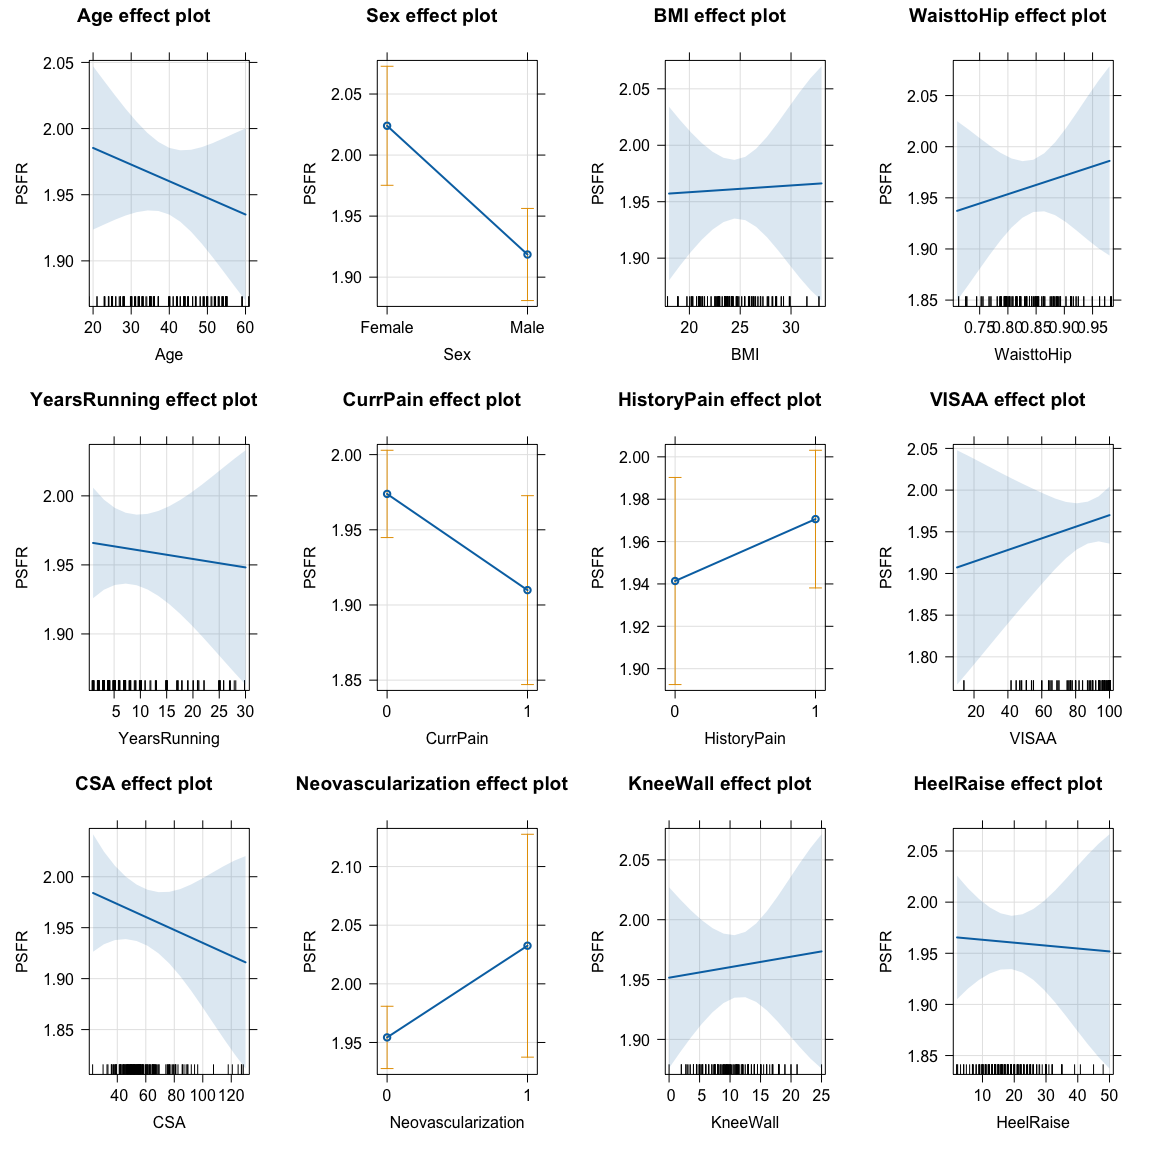 Age effect plot
PSFR
2.05
2.00
1.95
1.90
20 30 40 50 60
Age
Sex effect plot
PSFR
2.05
2.00
1.95
1.90
Female Male
Sex
BMI effect plot
PSFR
2.05
2.00
1.95
1.90
20 25 30
BMI
WaisttoHip effect plot
PSFR
2.05
2.00
1.95
1.90
1.85
0.75 0.80 0.85 0.90 0.95
WaisttoHip
YearsRunning effect plot
PSFR
2.00
1.95
1.90
5 10 15 20 25 30
YearsRunning
CurrPain effect plot
PSFR
2.00
1.95
1.90
1.85
0 1
CurrPain
HistoryPain effect plot
PSFR
2.00
1.98
1.96
1.94
1.92
1.90
0 1
HistoryPain
VISAA effect plot
PSFR
2.05
2.00
1.95
1.90
1.85
1.80
20 40 60 80 100
VISAA
CSA effect plot
PSFR
2.00
1.95
1.90
1.85
40 60 80 100 120
CSA
Neovascularization effect plot
PSFR
2.10
2.05
2.00
1.95
0 1
Neovascularization
KneeWall effect plot
PSFR
2.05
2.00
1.95
1.90
0 5 10 15 20 25
KneeWall
HeelRaise effect plot
PSFR
2.05
2.00
1.95
1.90
1.85
10 20 30 40 50
HeelRaise